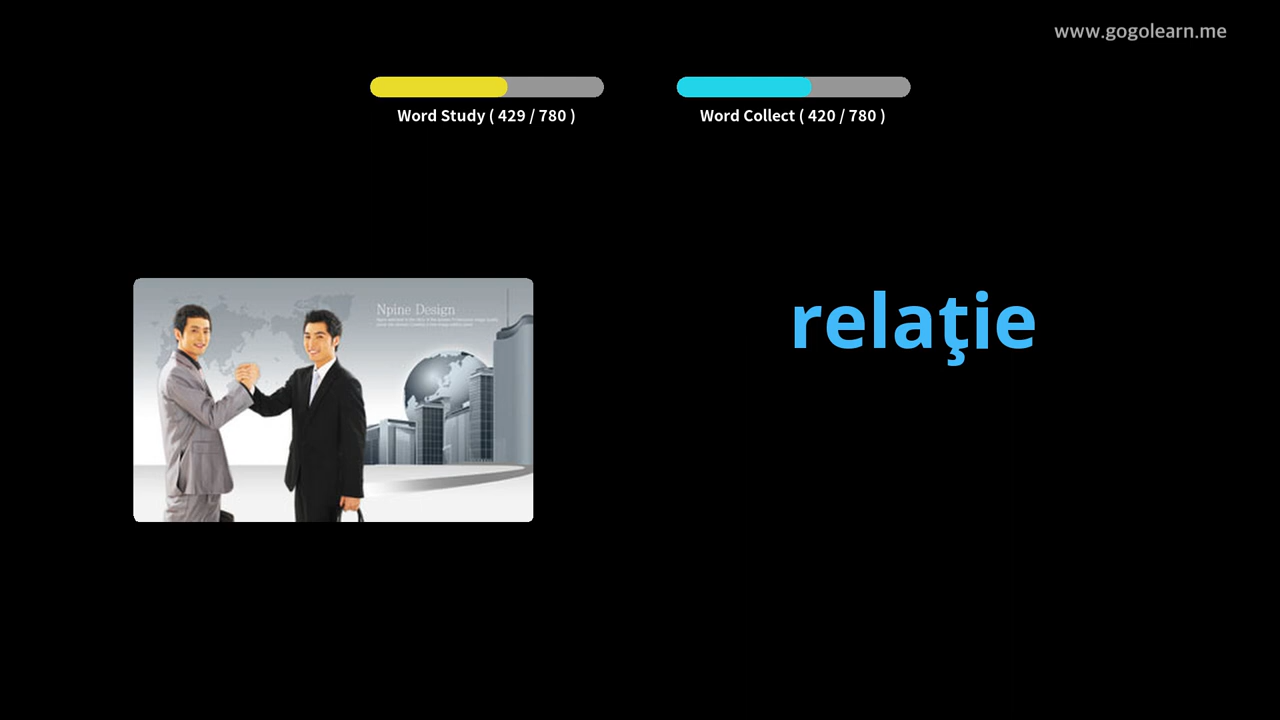 www.gogolearn.me
Word Study ( 429 / 780 )
Word Collect ( 420 / 780 )
Npine Design
relaţie